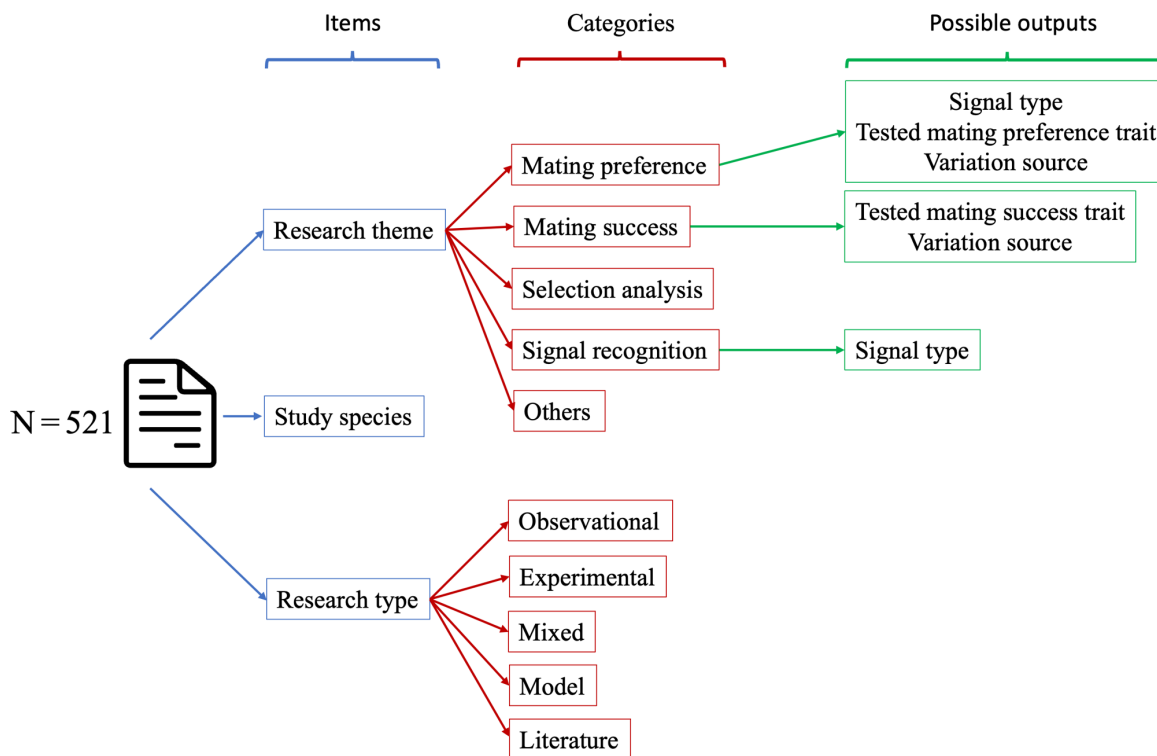 Items
Categories
Possible outputs
Signal type
Tested mating preference trait
Variation source
Mating preference
Mating success
Tested mating success trait
Variation source
Research theme
Selection analysis
Signal recognition
Signal type
Others
N = 521
Study species
Observational
Experimental
Research type
Mixed
Model
Literature